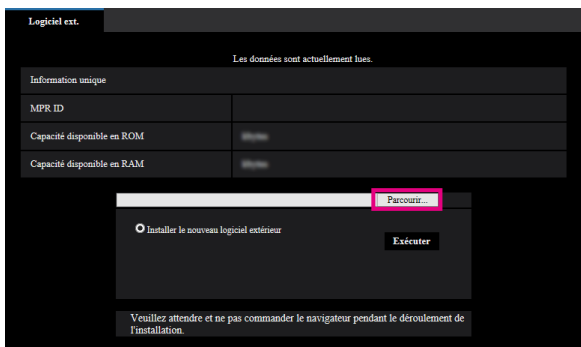 Logiciel ext.
Les données sont actuellement lues.
Information unique
MPR ID
Capacité disponible en ROM
Capacité disponible en RAM
Parcourir...
Installer le nouveau logiciel extérieur
Exécuter
Veuillez attendre et ne pas commander le navigateur pendant le déroulement de
l'installation.